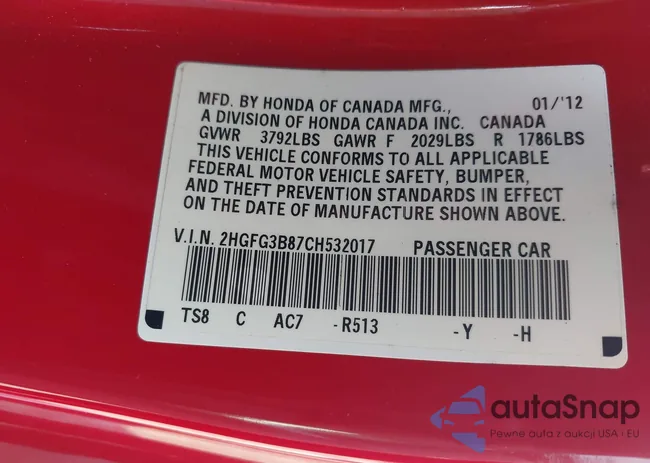 MFD. BY HONDA OF CANADA MFG., 01/'12
A DIVISION OF HONDA CANADA INC. CANADA
GVWR 3792LBS GAWR F 2029LBS R 1786LBS
THIS VEHICLE CONFORMS TO ALL APPLICABLE
FEDERAL MOTOR VEHICLE SAFETY, BUMPER,
AND THEFT PREVENTION STANDARDS IN EFFECT
ON THE DATE OF MANUFACTURE SHOWN ABOVE.
V.I.N. 2HGFG3B87CH532017 PASSENGER CAR
TS8 C AC7 -R513 -Y -H
autaSnap
Pewne auta z aukcji USA i EU